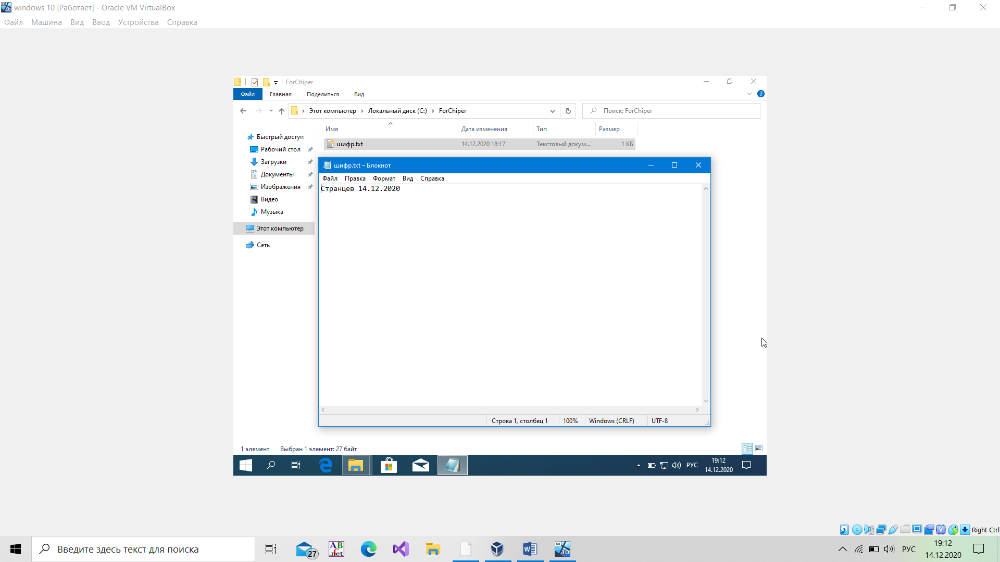 windows 10 [Работает] - Oracle VM VirtualBox
Файл Машина Вид Ввод Устройства Справка
ForChiper
Файл Главная Поделиться Вид
Этот компьютер Локальный диск (C:) ForChiper
Поиск: ForChiper
Имя Дата изменения Тип Размер
шифр.txt 14.12.2020 18:17 Текстовый докум... 1 КБ
Быстрый доступ
Рабочий стол
Загрузки
Документы
Изображения
Видео
Музыка
Этот компьютер
Сеть
шифр.txt – Блокнот
Файл Правка Формат Вид Справка
Странцев 14.12.2020
Строка 1, столбец 1 100% Windows (CRLF) UTF-8
1 элемент Выбран 1 элемент: 27 байт
РУС 19:12
14.12.2020
Right Ctrl
Введите здесь текст для поиска
27
AB
.net
64
10
РУС 19:12
14.12.2020